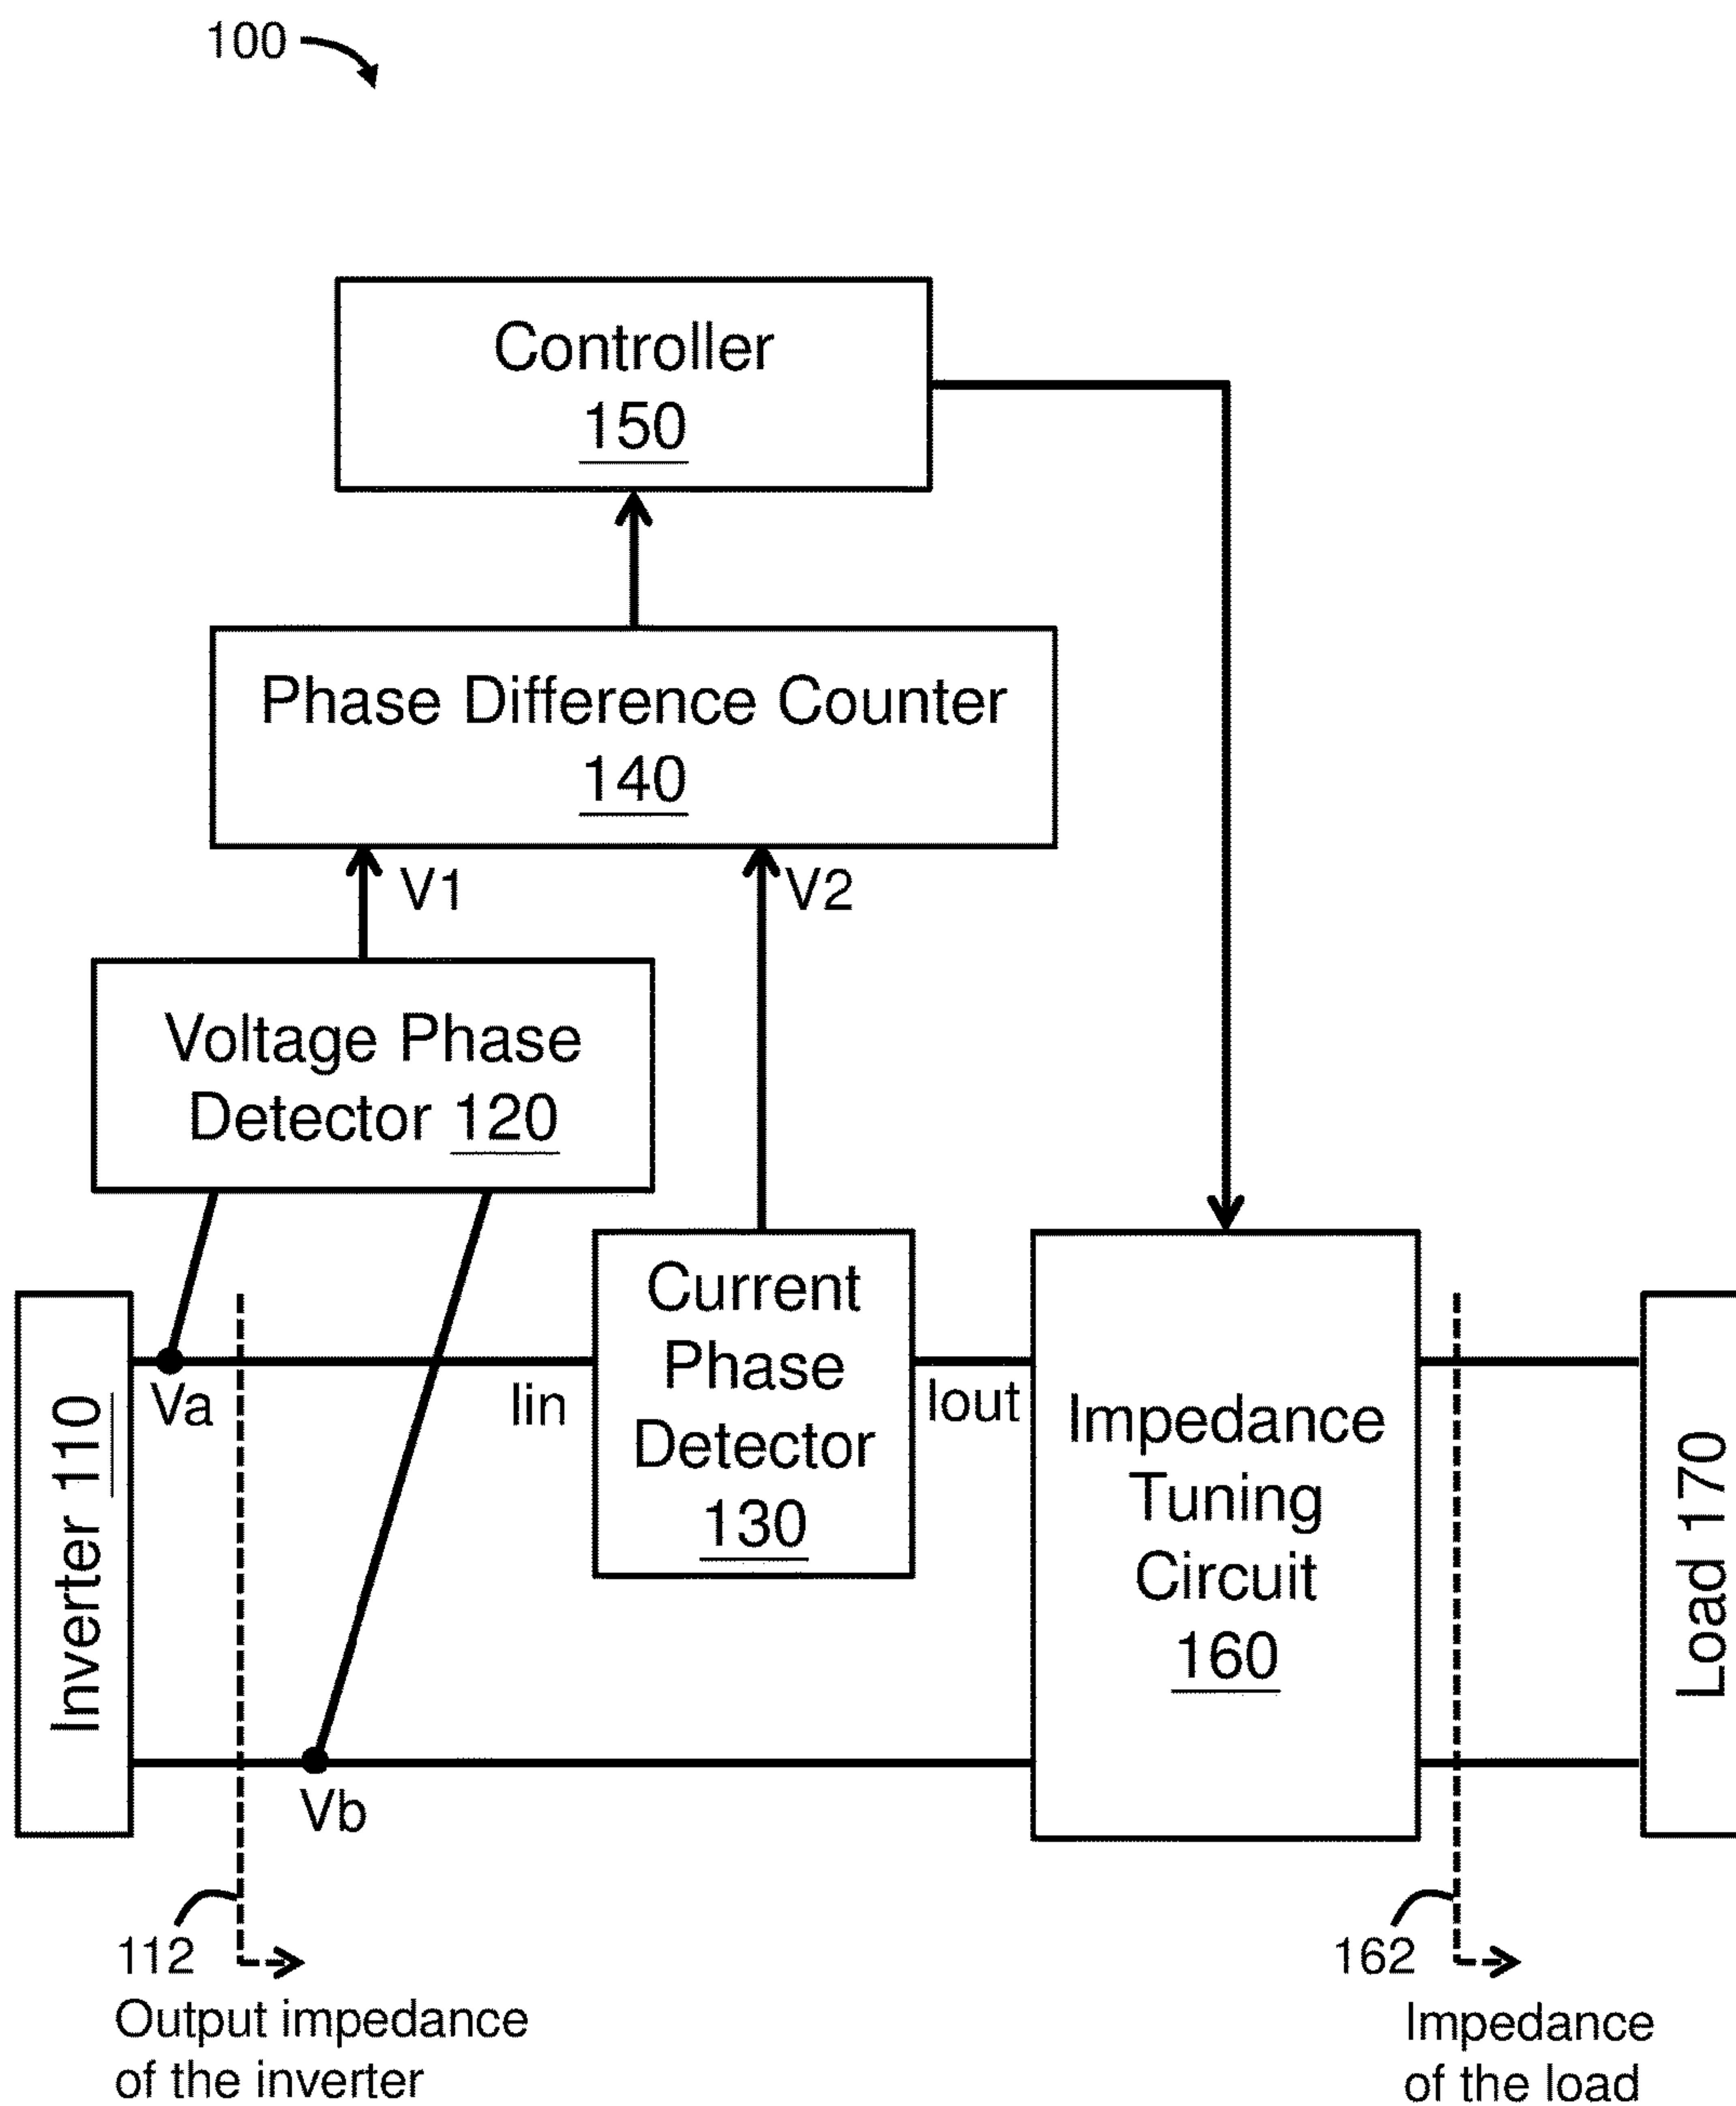 100
Controller
150
Phase Difference Counter
140
V1
V2
Voltage Phase
Detector 120
Current
Phase
Detector
130
Inverter 110
Va
Iin
Iout
Impedance
Tuning
Circuit
160
Load 170
Vb
112
Output impedance
of the inverter
162
Impedance
of the load